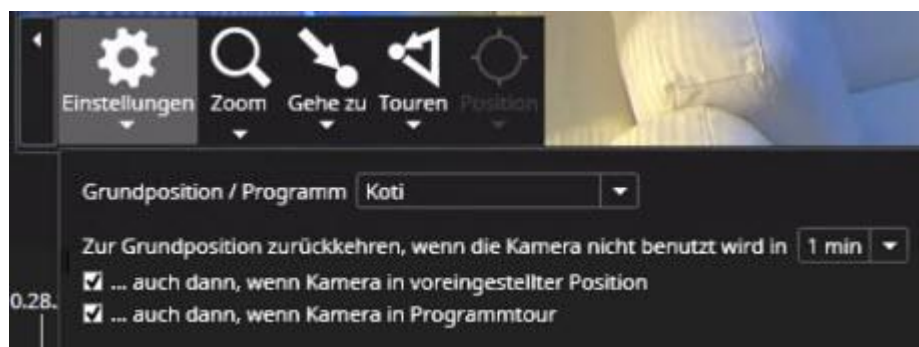 Einstellungen Zoom Gehe zu Touren Position
Grundposition / Programm Koti
Zur Grundposition zurückkehren, wenn die Kamera nicht benutzt wird in 1 min
... auch dann, wenn Kamera in voreingestellter Position
0.28.
... auch dann, wenn Kamera in Programmtour